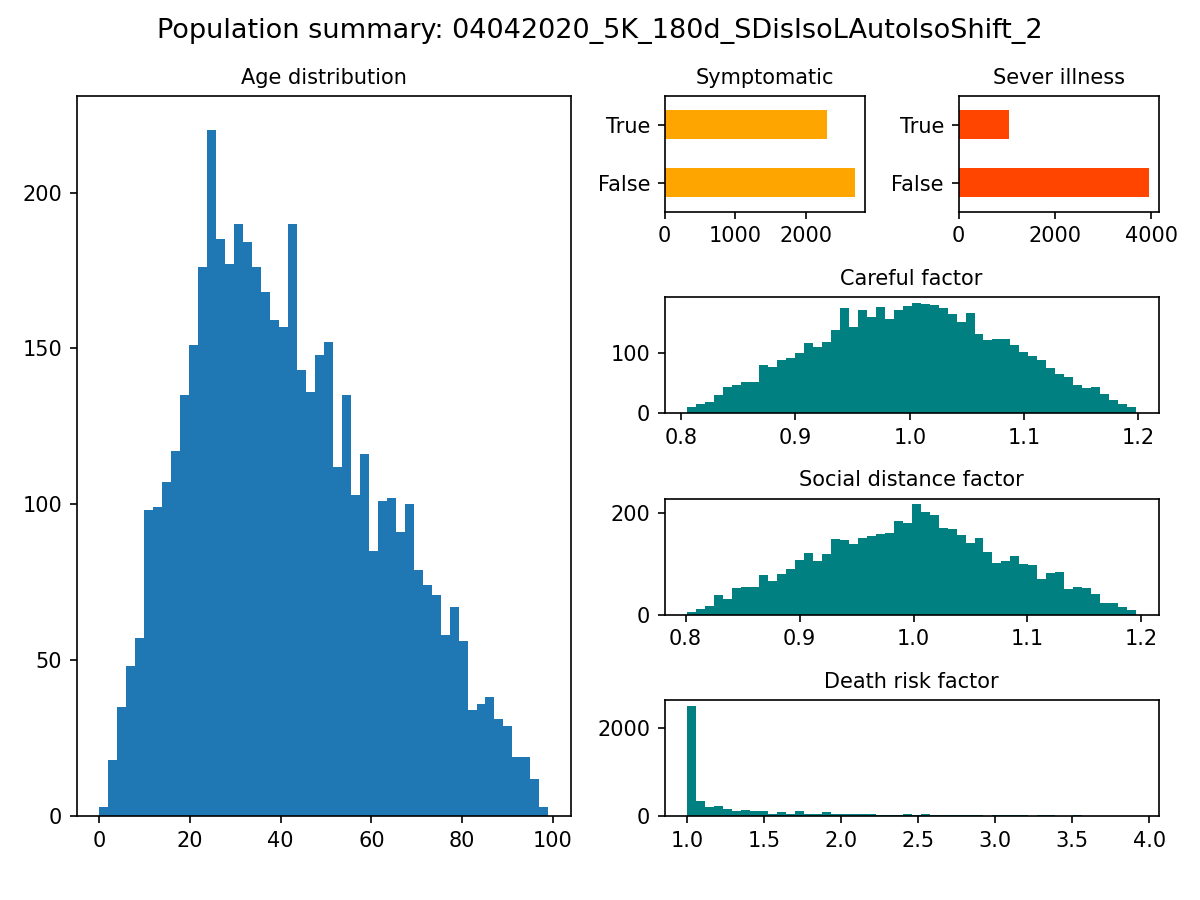 Population summary: 04042020_5K_180d_SDisIsoLAutoIsoShift_2
Age distribution
200
150
100
50
0
0 20 40 60 80 100
Symptomatic
True
False
0 1000 2000
Sever illness
True
False
0 2000 4000
Careful factor
100
0
0.8 0.9 1.0 1.1 1.2
Social distance factor
200
0
0.8 0.9 1.0 1.1 1.2
Death risk factor
2000
0
1.0 1.5 2.0 2.5 3.0 3.5 4.0